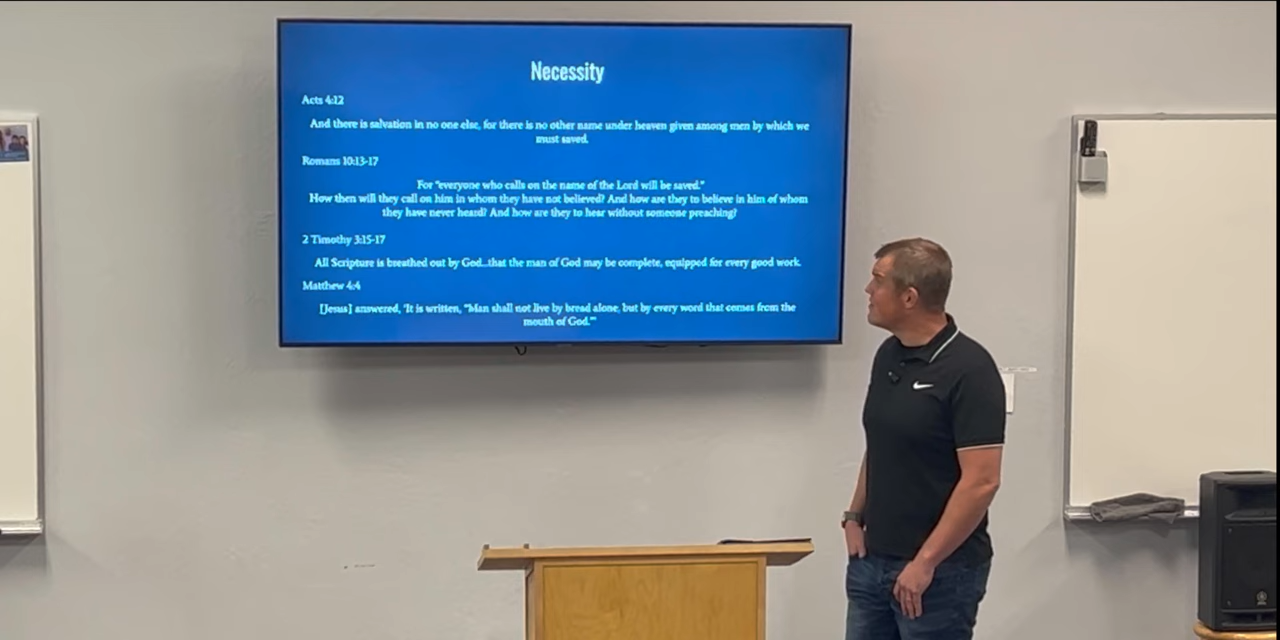 Necessity
Acts 4:12
And there is salvation in no one else, for there is no other name under heaven given among men by which we
must saved.
Romans 10:13-17
For "everyone who calls on the name of the Lord will be saved."
How then will they call on him in whom they have not believed? And how are they to believe in him of whom
they have never heard? And how are they to hear without someone preaching?
2 Timothy 3:15-17
All Scripture is breathed out by God...that the man of God may be complete, equipped for every good work.
Matthew 4:4
[Jesus] answered, 'It is written, "Man shall not live by bread alone, but by every word that comes from the
mouth of God."'